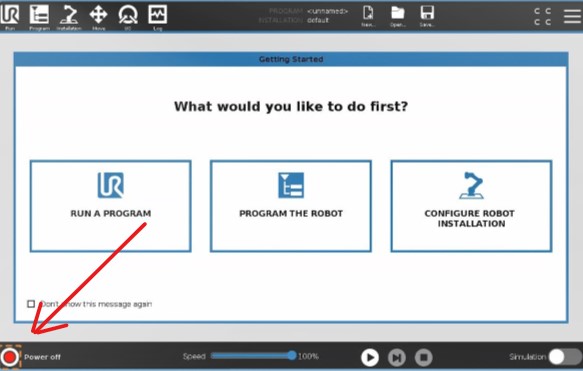 Run Program Installation Move I/O Log
PROGRAM <unnamed>
INSTALLATION default
New... Open... Save...
C C
C C
Getting Started
What would you like to do first?
RUN A PROGRAM
PROGRAM THE ROBOT
CONFIGURE ROBOT
INSTALLATION
Don't show this message again
Power off
Speed
100%
Simulation